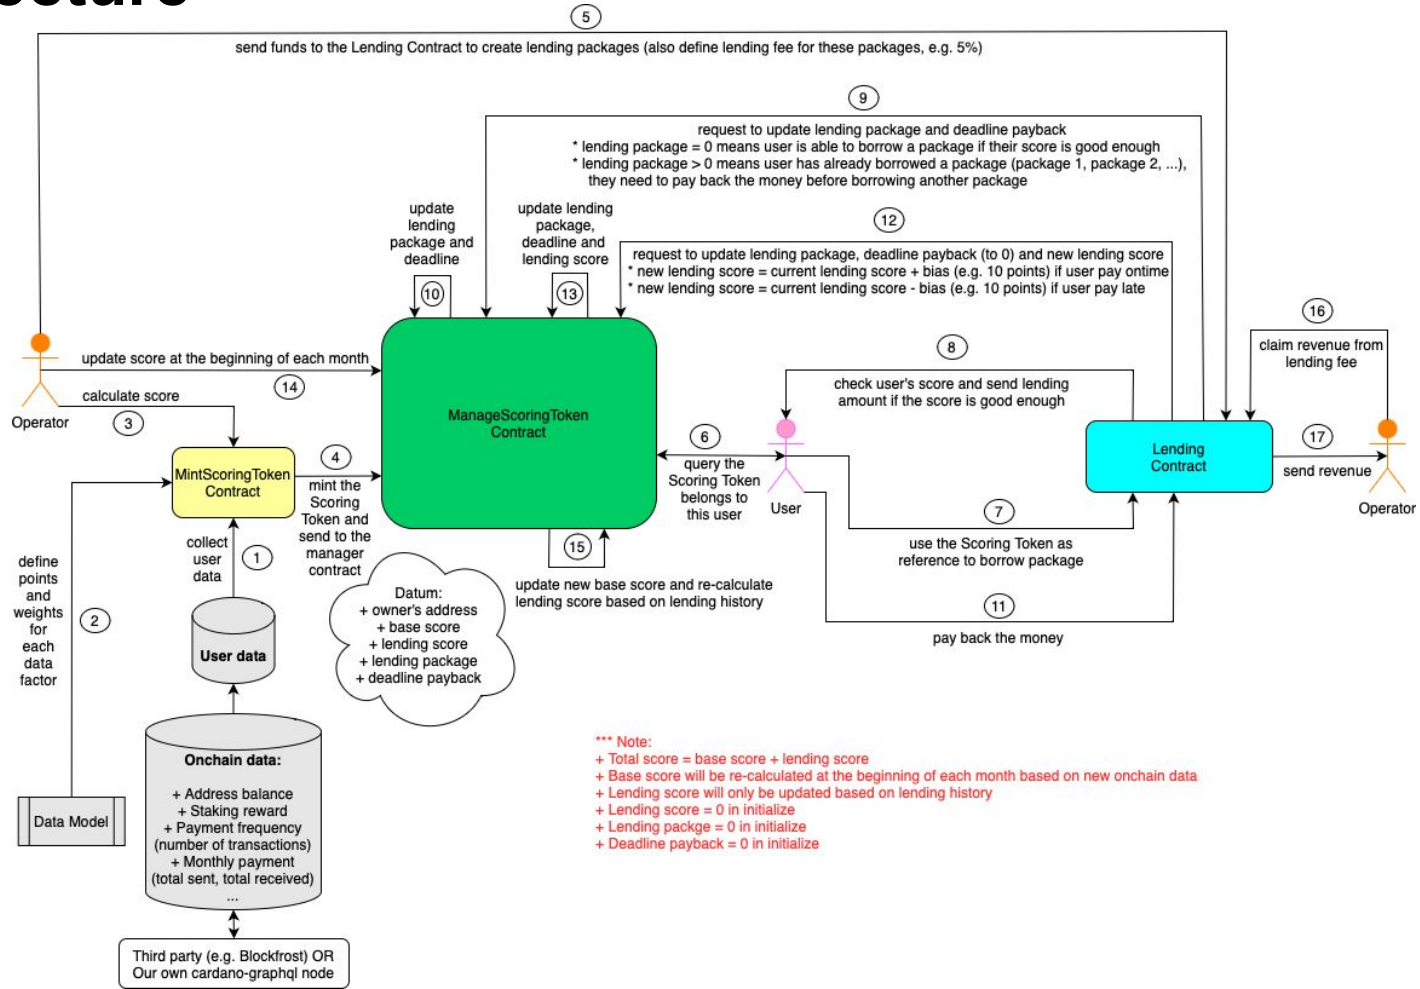 5
send funds to the Lending Contract to create lending packages (also define lending fee for these packages, e.g. 5%)
9
request to update lending package and deadline payback
* lending package = 0 means user is able to borrow a package if their score is good enough
* lending package > 0 means user has already borrowed a package (package 1, package 2, ...),
they need to pay back the money before borrowing another package
update
lending
package and
deadline
10
update lending
package,
deadline and
lending score
13
12
request to update lending package, deadline payback (to 0) and new lending score
* new lending score = current lending score + bias (e.g. 10 points) if user pay ontime
* new lending score = current lending score - bias (e.g. 10 points) if user pay late
16
claim revenue from
lending fee
Operator
update score at the beginning of each month
14
calculate score
3
ManageScoringToken
Contract
8
check user's score and send lending
amount if the score is good enough
6
query the
Scoring Token
belongs to
this user
User
Lending
Contract
17
send revenue
Operator
MintScoringToken
Contract
4
mint the
Scoring
Token and
send to the
manager
contract
7
use the Scoring Token as
reference to borrow package
15
update new base score and re-calculate
lending score based on lending history
11
pay back the money
collect
user
data
1
define
points
and
weights
for
each
data
factor
2
Datum:
+ owner's address
+ base score
+ lending score
+ lending package
+ deadline payback
User data
Onchain data:
+ Address balance
+ Staking reward
+ Payment frequency
(number of transactions)
+ Monthly payment
(total sent, total received)
...
Data Model
Third party (e.g. Blockfrost) OR
Our own cardano-graphql node
*** Note:
+ Total score = base score + lending score
+ Base score will be re-calculated at the beginning of each month based on new onchain data
+ Lending score will only be updated based on lending history
+ Lending score = 0 in initialize
+ Lending packge = 0 in initialize
+ Deadline payback = 0 in initialize